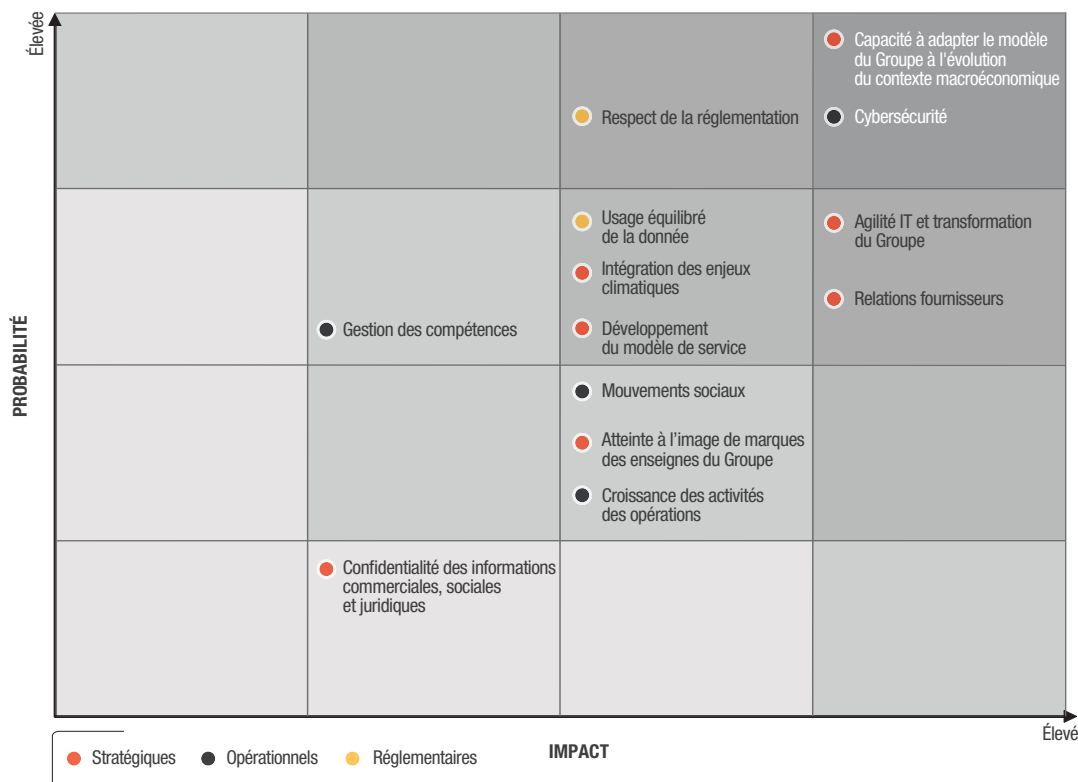 Élevée
PROBABILITÉ
Capacité à adapter le modèle
du Groupe à l'évolution
du contexte macroéconomique
Respect de la réglementation
Cybersécurité
Usage équilibré
de la donnée
Agilité IT et transformation
du Groupe
Intégration des enjeux
climatiques
Relations fournisseurs
Gestion des compétences
Développement
du modèle de service
Mouvements sociaux
Atteinte à l’image de marques
des enseignes du Groupe
Croissance des activités
des opérations
Confidentialité des informations
commerciales, sociales
et juridiques
Élevé
IMPACT
Stratégiques
Opérationnels
Réglementaires